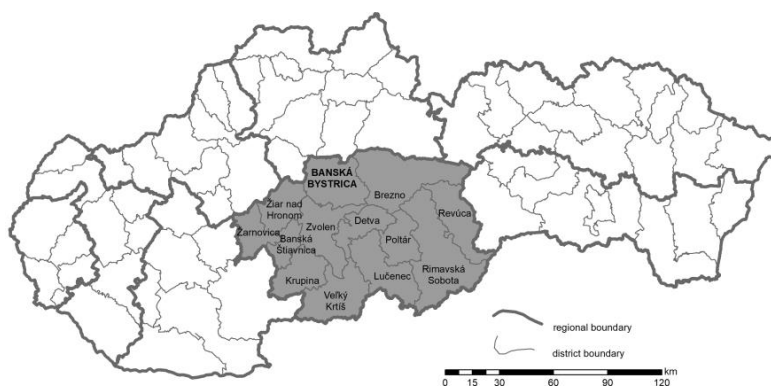 BANSKÁ
BYSTRICA
Brezno
Žiar nad
Hronom
Revúca
Detva
Zvolen
Žarnovica
Banská
Štiavnica
Poltár
Krupina
Lučenec
Rimavská
Sobota
Veľký
Krtíš
regional boundary
district boundary
km
0 15 30 60 90 120